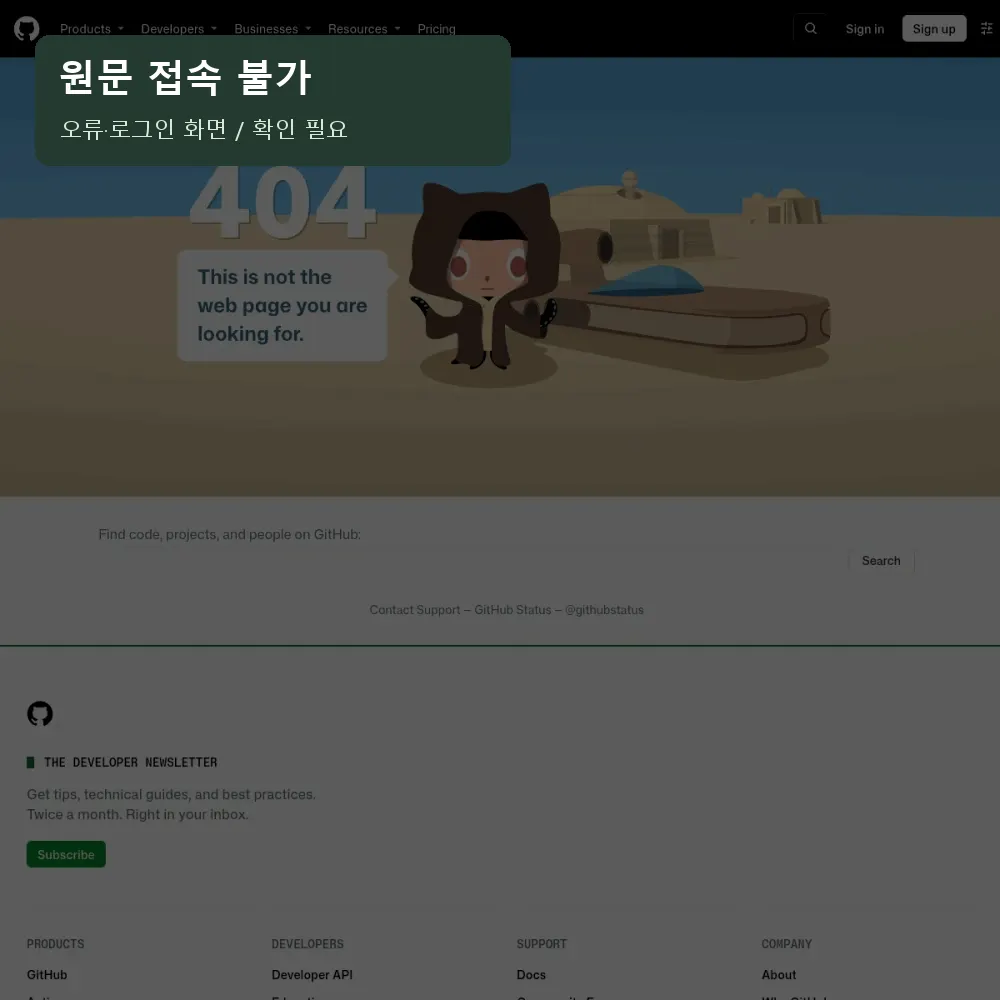 Products Developers Businesses Resources Pricing Sign in Sign up
원문 접속 불가
오류·로그인 화면 / 확인 필요
404
This is not the
web page you are
looking for.
Find code, projects, and people on GitHub:
Search
Contact Support — GitHub Status — @githubstatus
THE DEVELOPER NEWSLETTER
Get tips, technical guides, and best practices.
Twice a month. Right in your inbox.
Subscribe
PRODUCTS DEVELOPERS SUPPORT COMPANY
GitHub Developer API Docs About